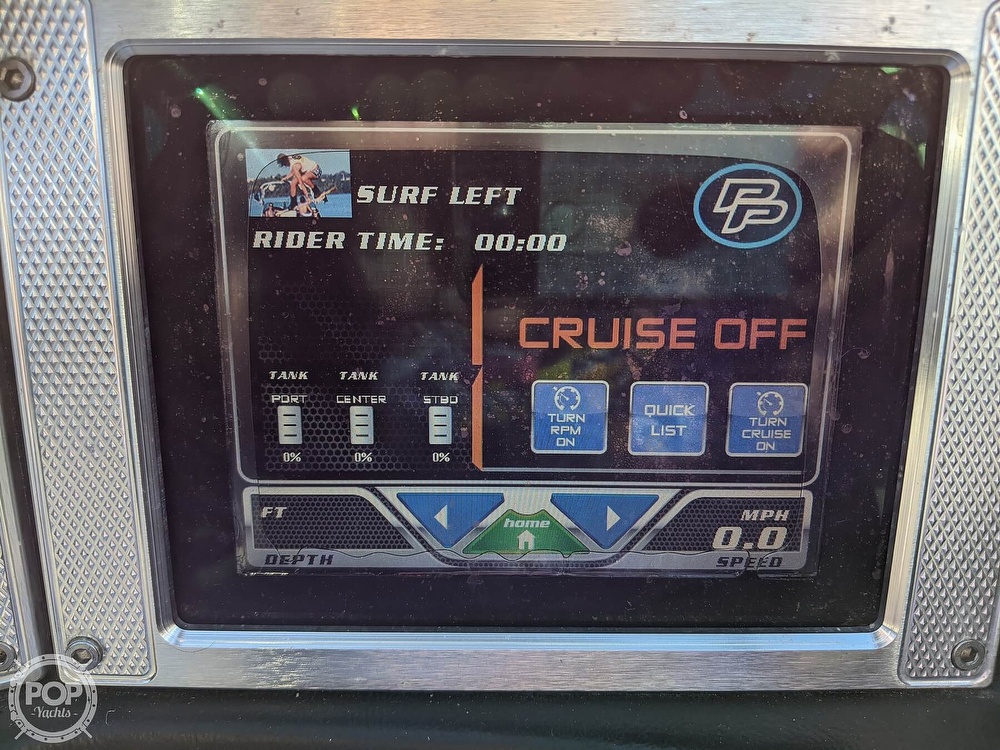 SURF LEFT
PP
RIDER TIME: 00:00
CRUISE OFF
TANK TANK TANK
PORT CENTER STBD
0% 0% 0%
TURN RPM ON
QUICK LIST
TURN CRUISE ON
FT
home
MPH
0.0
DEPTH
SPEED
POP
-Yachts-